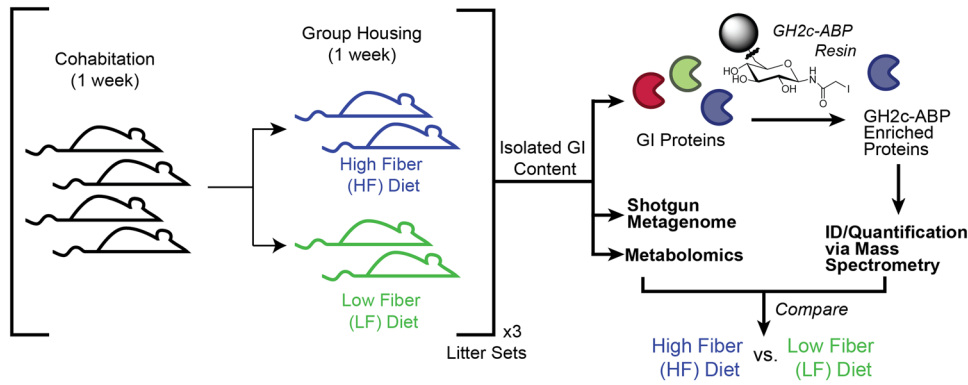 Cohabitation
(1 week)
Group Housing
(1 week)
High Fiber
(HF) Diet
Low Fiber
(LF) Diet
x3
Litter Sets
Isolated GI
Content
GH2c-ABP
Resin
HO
HO
O
OH
H
N
O
I
GI Proteins
GH2c-ABP
Enriched
Proteins
Shotgun
Metagenome
Metabolomics
ID/Quantification
via Mass
Spectrometry
Compare
High Fiber
(HF) Diet
vs.
Low Fiber
(LF) Diet